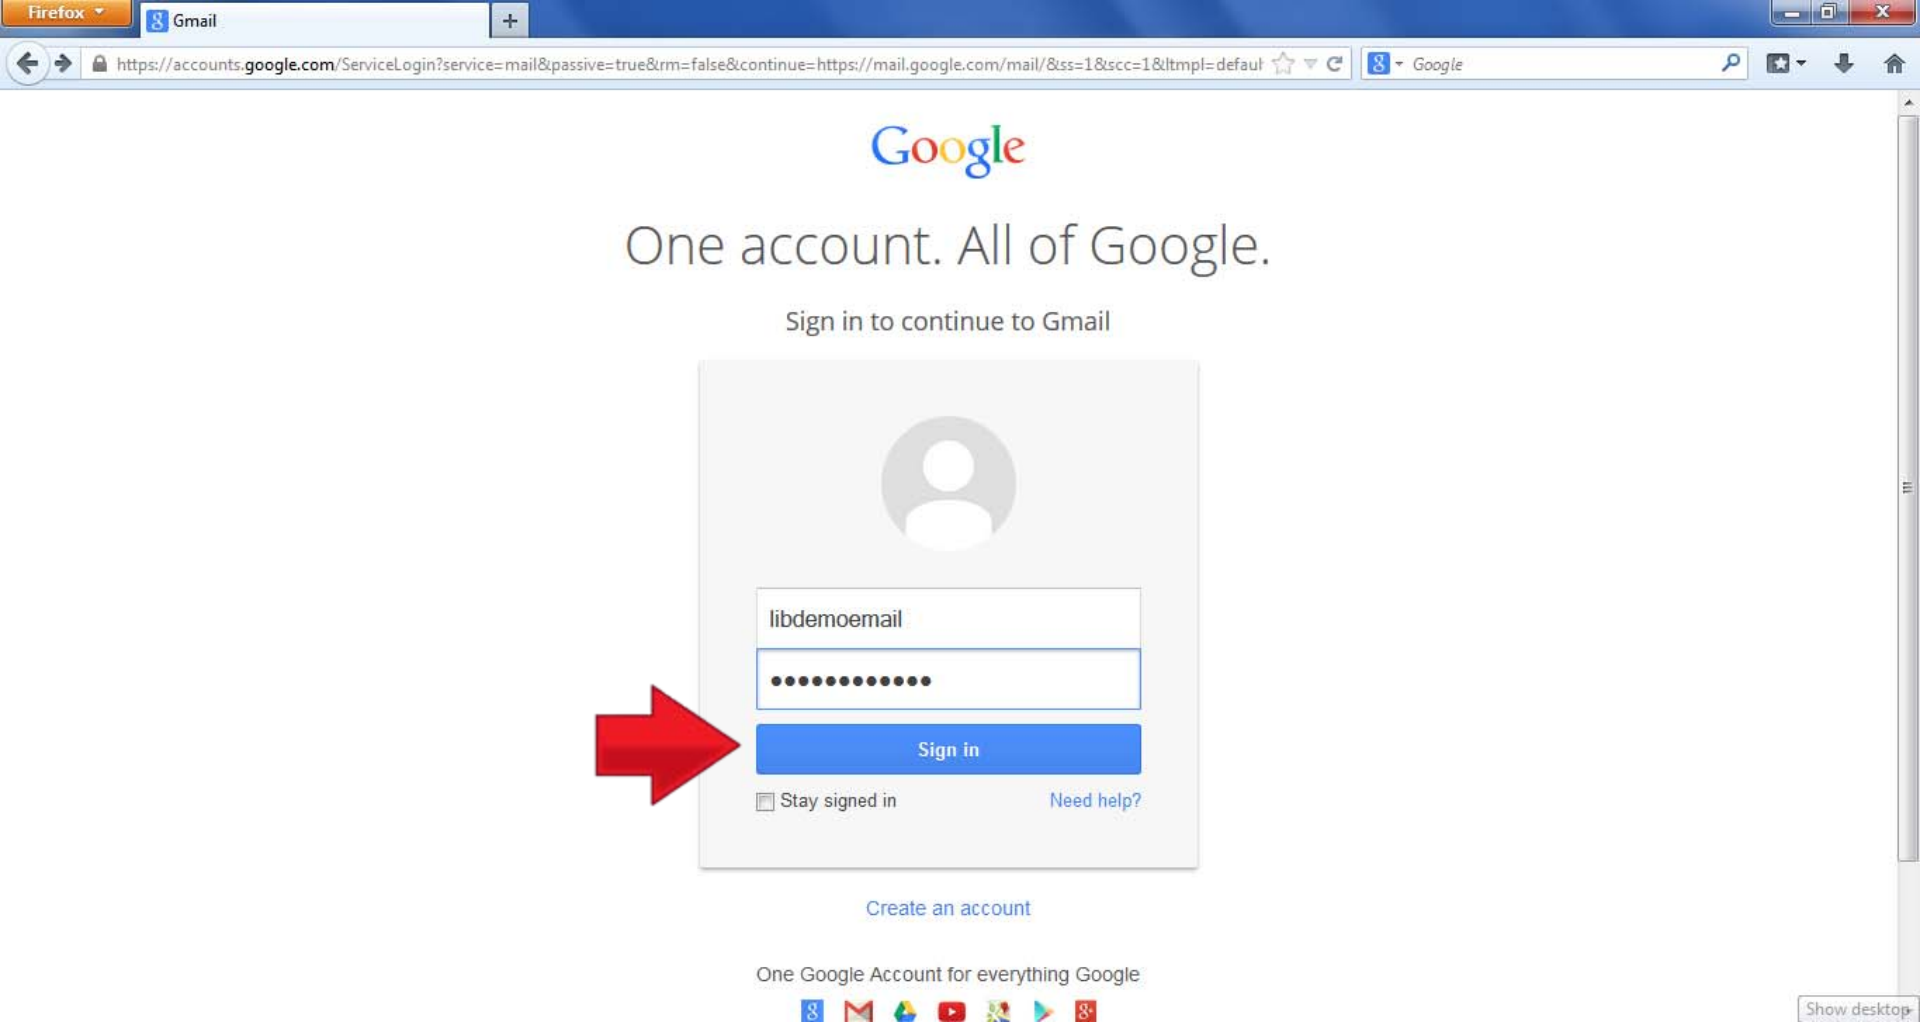 Firefox
Gmail
https://accounts.google.com/ServiceLogin?service=mail&passive=true&rm=false&continue=https://mail.google.com/mail/&ss=1&scc=1&ltmpl=defaul
Google
Google
One account. All of Google.
Sign in to continue to Gmail
libdemoemail
••••••••••••
Sign in
Stay signed in
Need help?
Create an account
One Google Account for everything Google
Show desktop